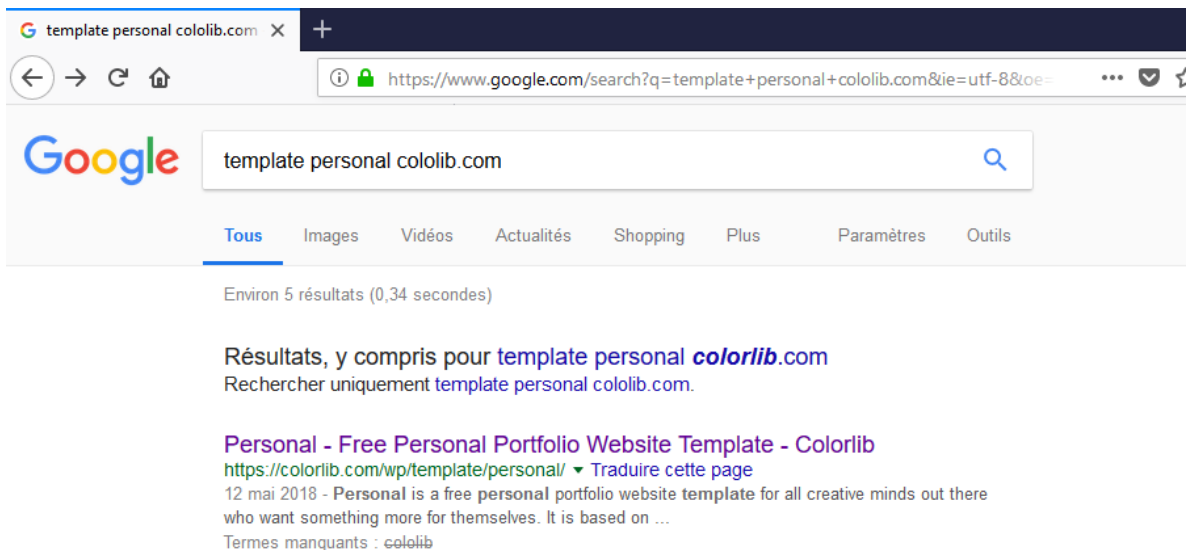 template personal cololib.com
https://www.google.com/search?q=template+personal+cololib.com&ie=utf-8&oe=
Google
template personal cololib.com
Tous Images Vidéos Actualités Shopping Plus Paramètres Outils
Environ 5 résultats (0,34 secondes)
Résultats, y compris pour template personal colorlib.com
Rechercher uniquement template personal cololib.com.
Personal - Free Personal Portfolio Website Template - Colorlib
https://colorlib.com/wp/template/personal/ Traduire cette page
12 mai 2018 - Personal is a free personal portfolio website template for all creative minds out there
who want something more for themselves. It is based on ...
Termes manquants : cololib